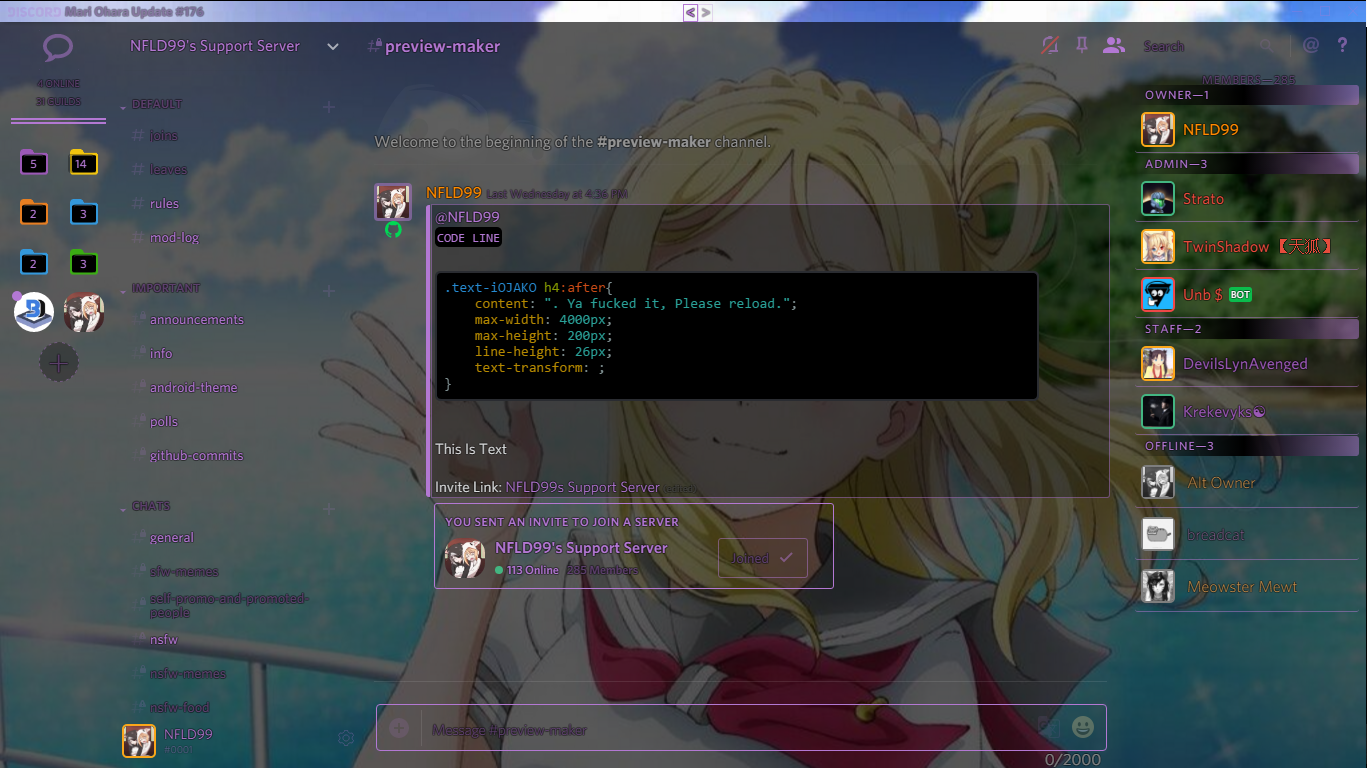 DISCORD Mari Ohara Update #176
< >
NFLD99's Support Server
preview-maker
Search
@ ?
4 ONLINE
31 GUILDS
5
14
2
3
2
3
DEFAULT
joins
leaves
rules
mod-log
IMPORTANT
announcements
info
android-theme
polls
github-commits
CHATS
general
sfw-memes
self-promo-and-promoted-
people
nsfw
nsfw-memes
nsfw-food
NFLD99
#0001
Welcome to the beginning of the #preview-maker channel.
NFLD99 Last Wednesday at 4:36 PM
@NFLD99
CODE LINE
.text-iOJAKO h4:after{
content: ". Ya fucked it, Please reload.";
max-width: 4000px;
max-height: 200px;
line-height: 26px;
text-transform: ;
}
This Is Text
Invite Link: NFLD99s Support Server (edited)
YOU SENT AN INVITE TO JOIN A SERVER
NFLD99's Support Server
113 Online 285 Members
Joined
Message #preview-maker
0/2000
MEMBERS—285
OWNER—1
NFLD99
ADMIN—3
Strato
TwinShadow 【天狐】
Unb $ BOT
STAFF—2
DevilsLynAvenged
Krekevyks☯
OFFLINE—3
Alt Owner
breadcat
Meowster Mewt